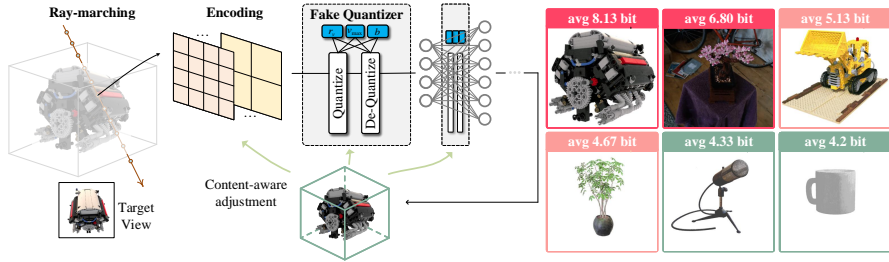 Ray-marching
Encoding
Fake Quantizer
...
vmax
b
Quantize
De-Quantize
...
...
Target
View
Content-aware
adjustment
avg 8.13 bit
avg 6.80 bit
avg 5.13 bit
avg 4.67 bit
avg 4.33 bit
avg 4.2 bit